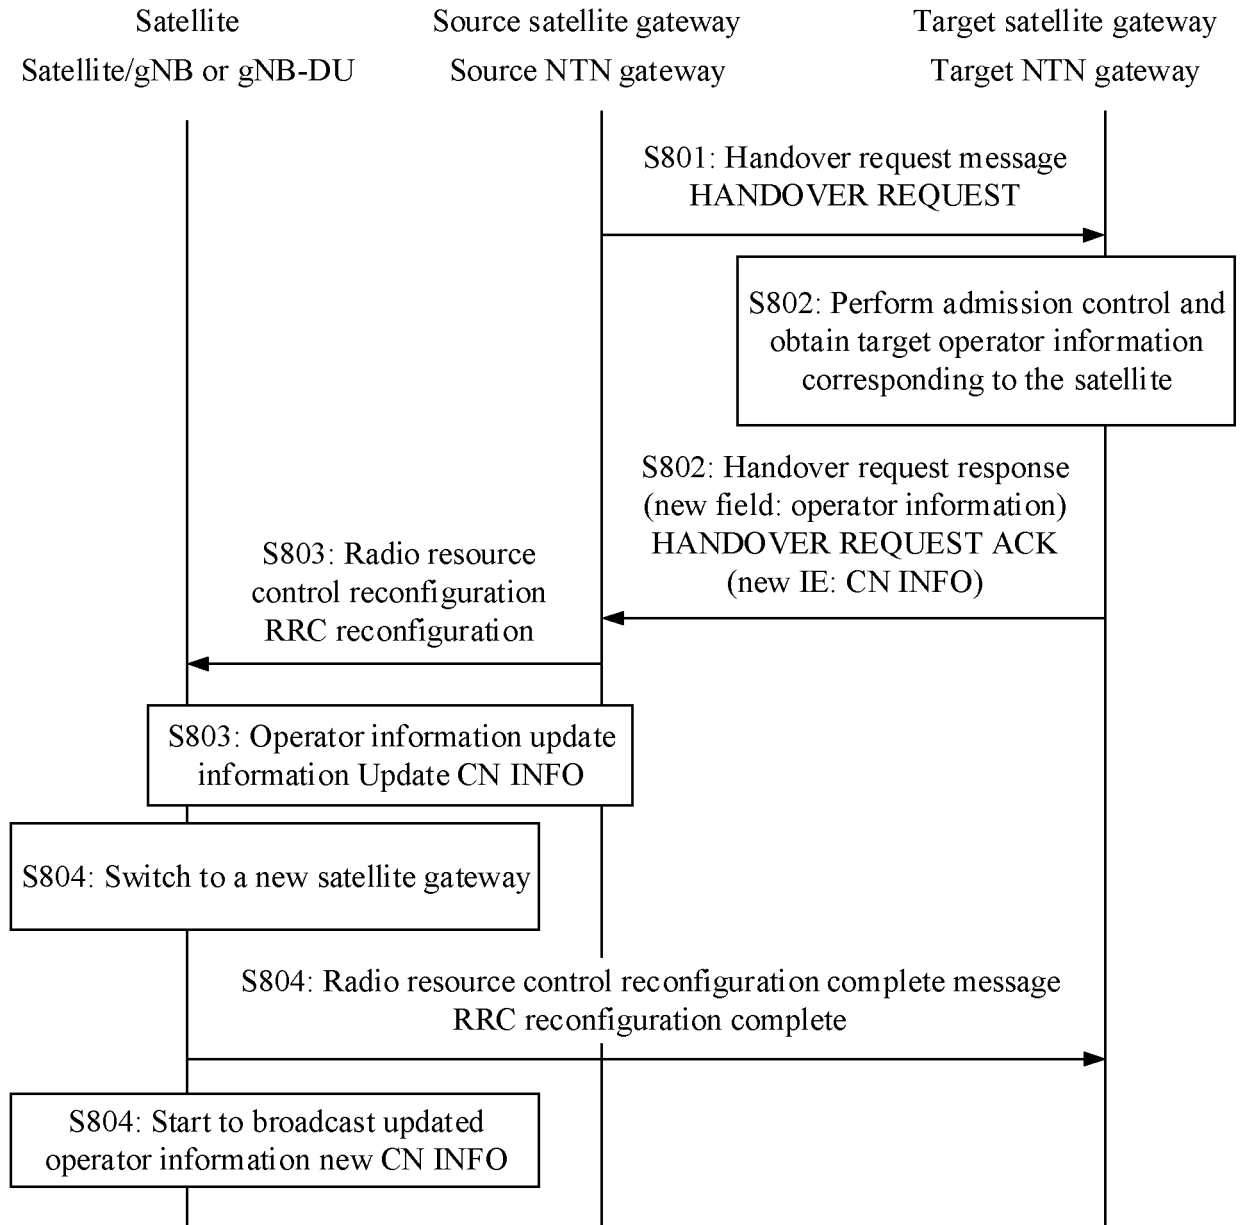 Satellite
Satellite/gNB or gNB-DU
Source satellite gateway
Source NTN gateway
Target satellite gateway
Target NTN gateway
S801: Handover request message
HANDOVER REQUEST
S802: Perform admission control and
obtain target operator information
corresponding to the satellite
S802: Handover request response
(new field: operator information)
HANDOVER REQUEST ACK
(new IE: CN INFO)
S803: Radio resource
control reconfiguration
RRC reconfiguration
S803: Operator information update
information Update CN INFO
S804: Switch to a new satellite gateway
S804: Radio resource control reconfiguration complete message
RRC reconfiguration complete
S804: Start to broadcast updated
operator information new CN INFO